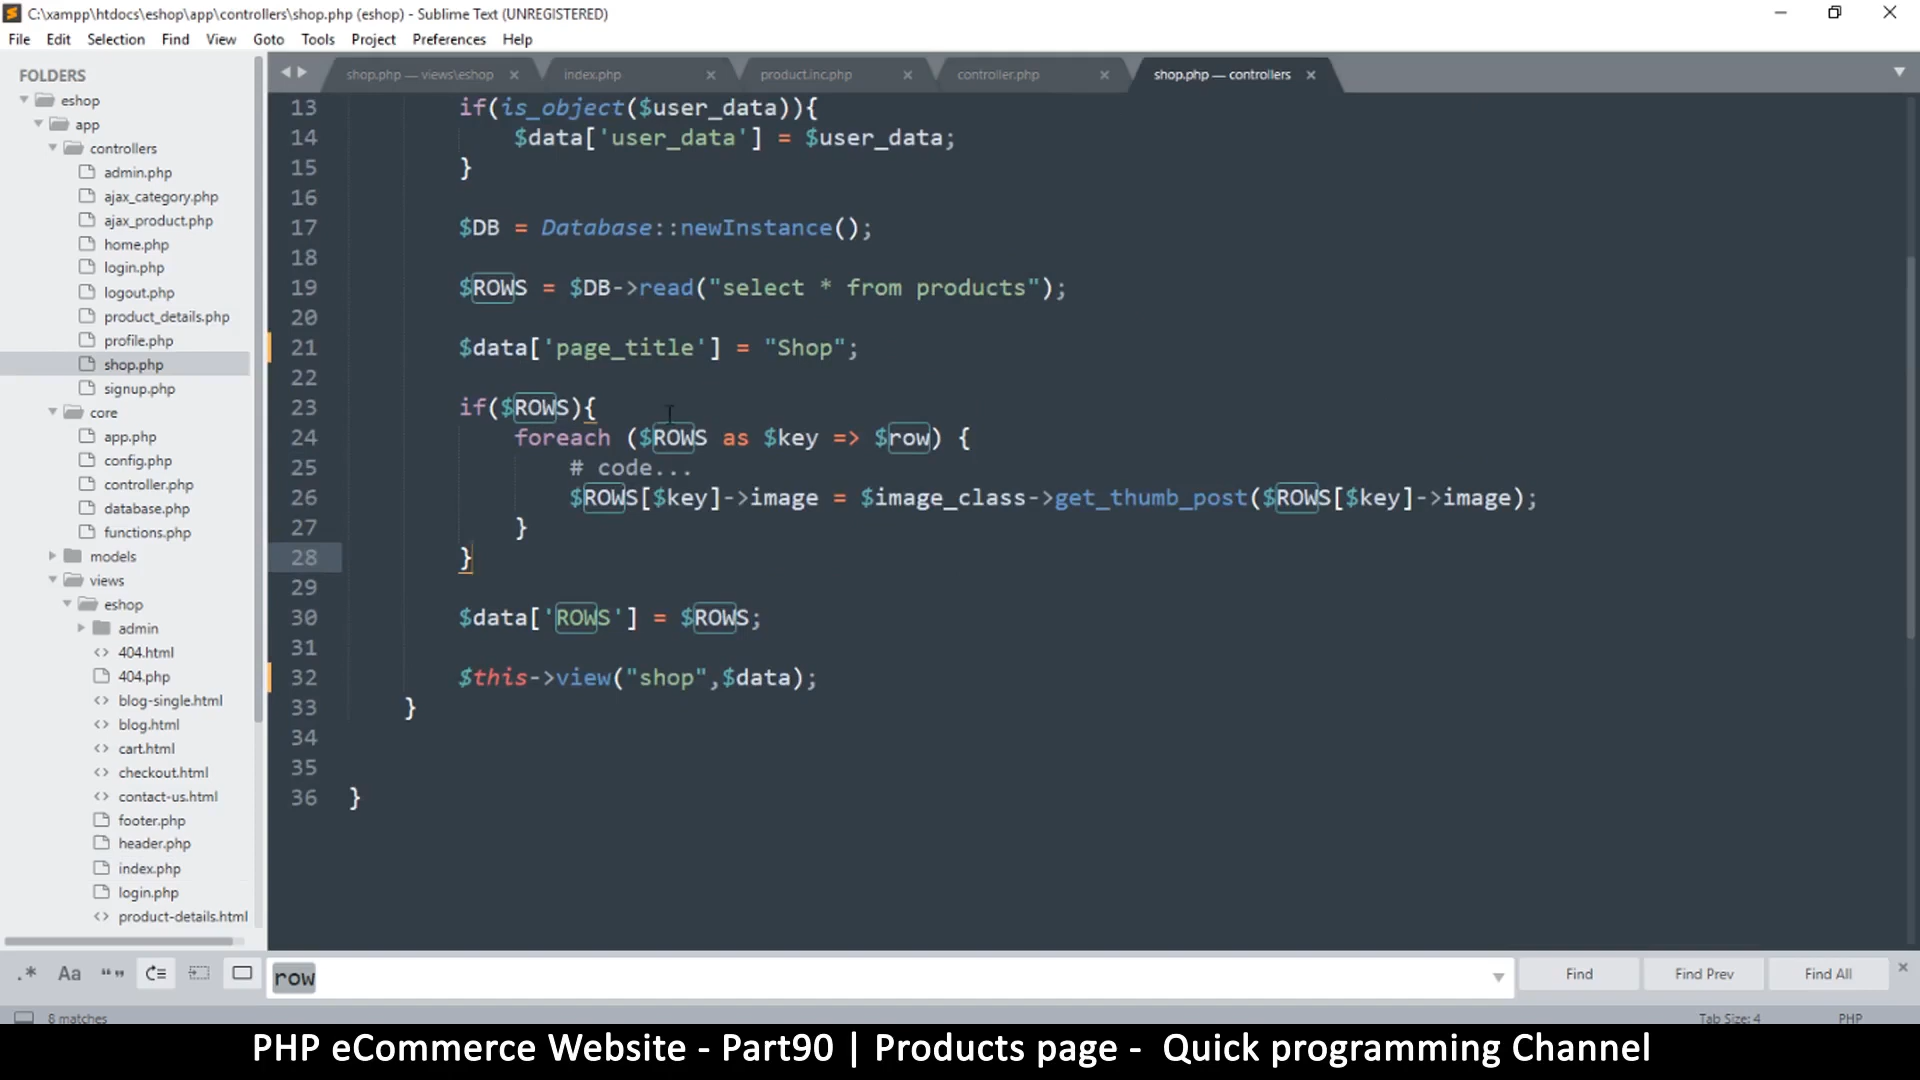 C:\xampp\htdocs\eshop\app\controllers\shop.php (eshop) - Sublime Text (UNREGISTERED)
File Edit Selection Find View Goto Tools Project Preferences Help
FOLDERS
eshop
app
controllers
admin.php
ajax_category.php
ajax_product.php
home.php
login.php
logout.php
product_details.php
profile.php
shop.php
signup.php
core
app.php
config.php
controller.php
database.php
functions.php
models
views
eshop
admin
404.html
404.php
blog-single.html
blog.html
cart.html
checkout.html
contact-us.html
footer.php
header.php
index.php
login.php
product-details.html
shop.php — views\eshop × index.php × product.inc.php × controller.php × shop.php — controllers ×
13 if(is_object($user_data)){
14 $data['user_data'] = $user_data;
15 }
16
17 $DB = Database::newInstance();
18
19 $ROWS = $DB->read("select * from products");
20
21 $data['page_title'] = "Shop";
22
23 if($ROWS){
24 foreach ($ROWS as $key => $row) {
25 # code...
26 $ROWS[$key]->image = $image_class->get_thumb_post($ROWS[$key]->image);
27 }
28 }
29
30 $data['ROWS'] = $ROWS;
31
32 $this->view("shop",$data);
33 }
34
35
36 }
.* Aa “” row Find Find Prev Find All ×
8 matches Tab Size: 4 PHP
PHP eCommerce Website - Part90 | Products page - Quick programming Channel